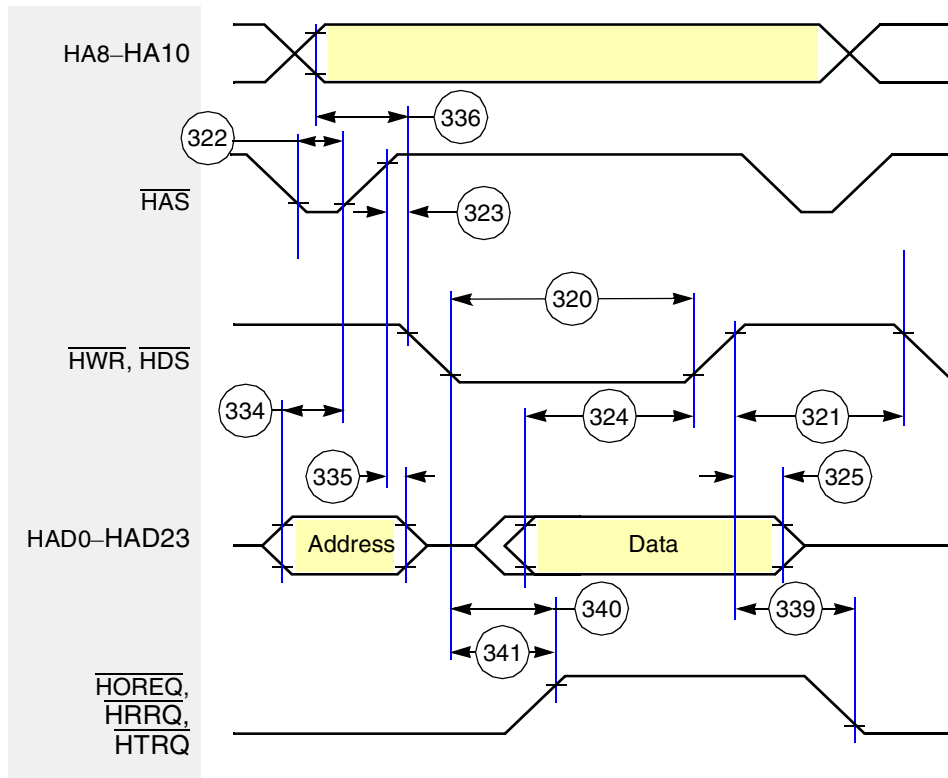 HA8–HA10
336
322
HAS
323
320
HWR, HDS
334
324
321
335
325
HAD0–HAD23
Address
Data
340
339
341
HOREQ,
HRRQ,
HTRQ